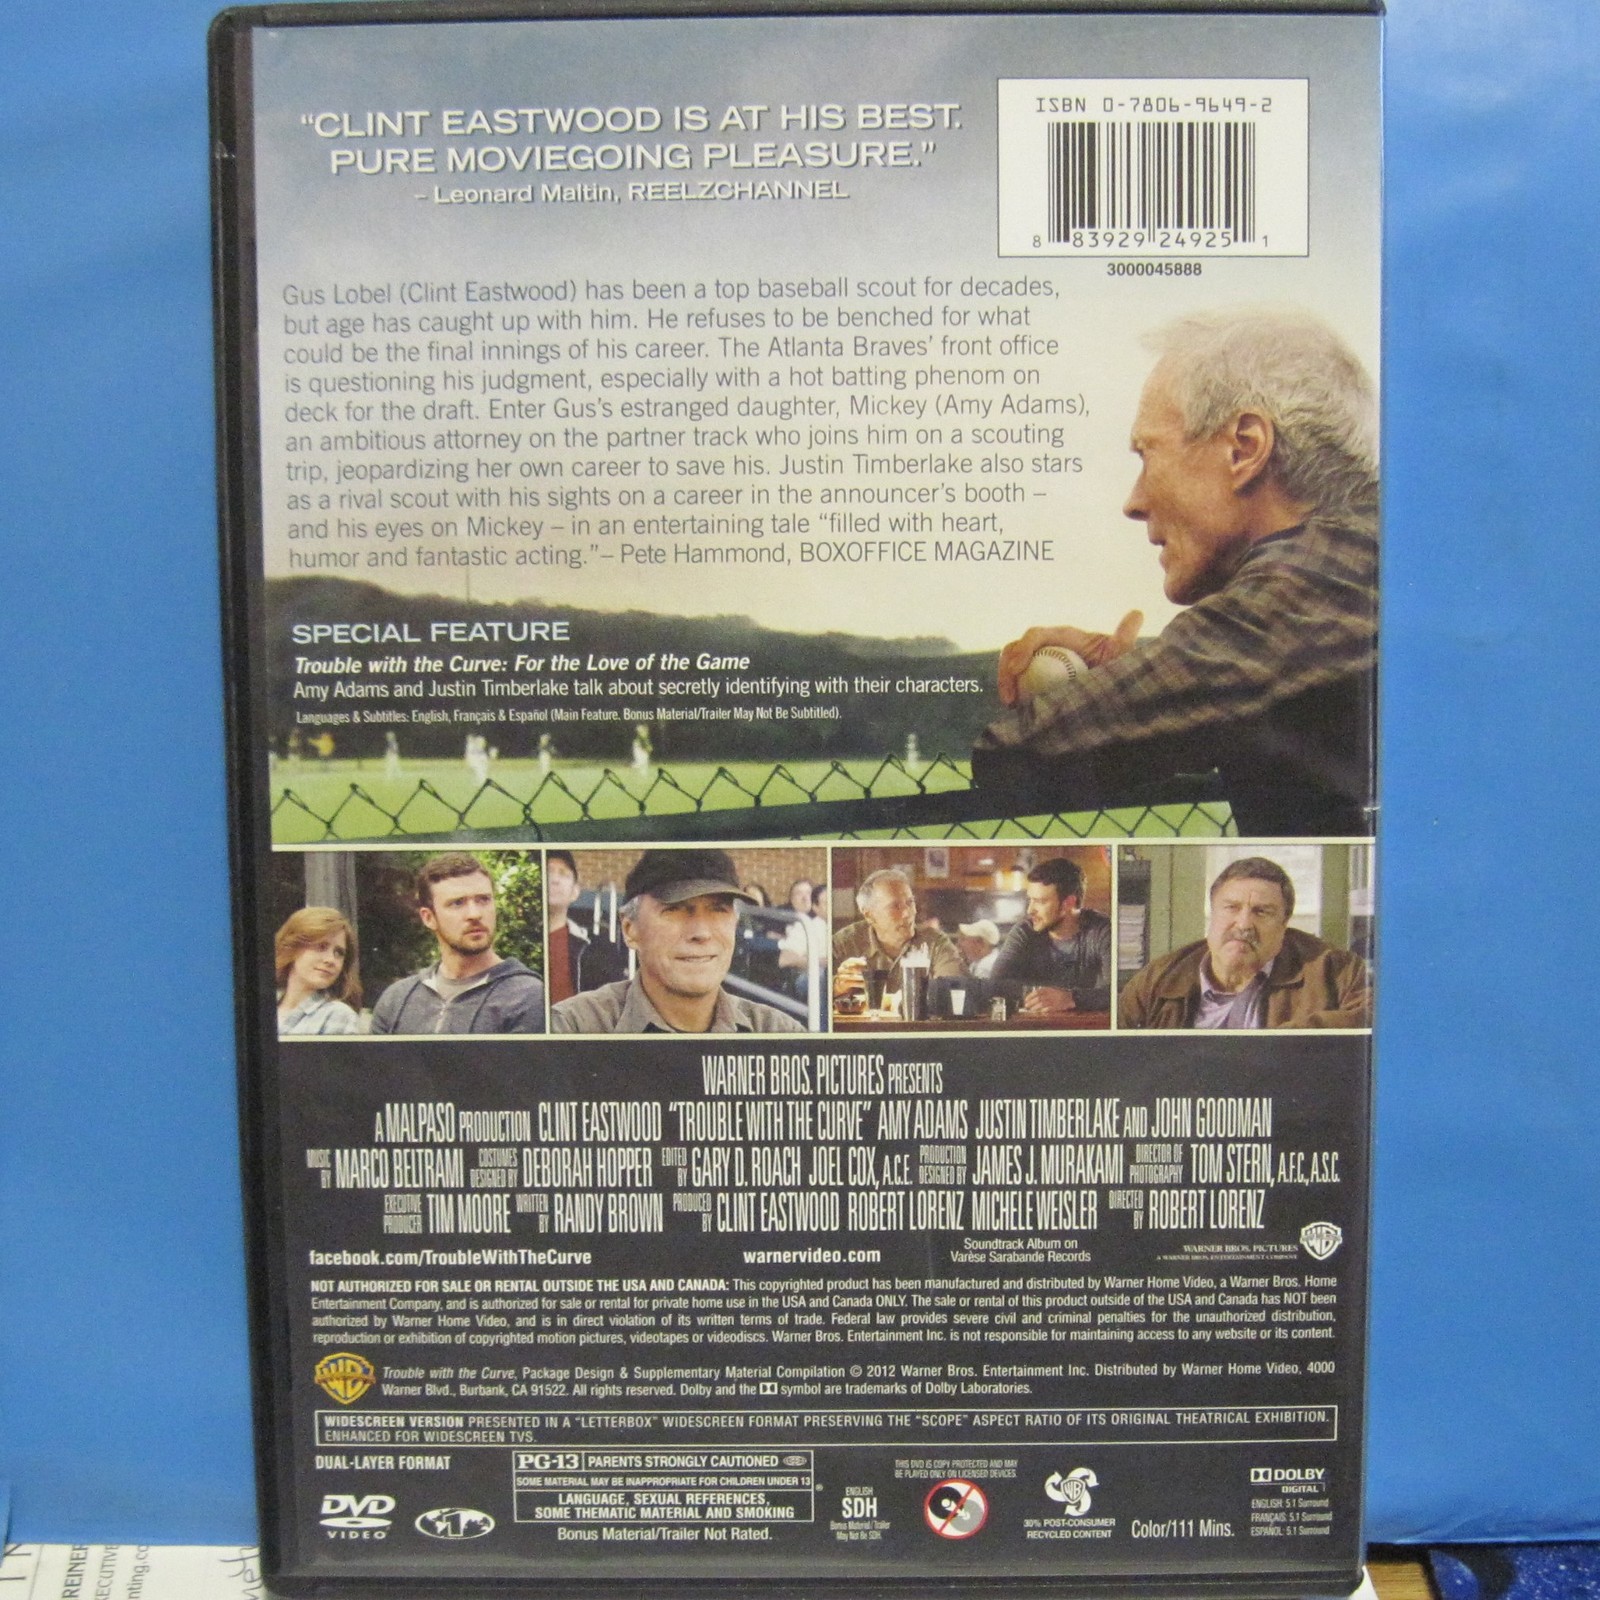 "CLINT EASTWOOD IS AT HIS BEST.
PURE MOVIEGOING PLEASURE."
– Leonard Maltin, REELZCHANNEL
ISBN 0-7806-9649-2
8 83929 24925 1
3000045888
Gus Lobel (Clint Eastwood) has been a top baseball scout for decades,
but age has caught up with him. He refuses to be benched for what
could be the final innings of his career. The Atlanta Braves' front office
is questioning his judgment, especially with a hot batting phenom on
deck for the draft. Enter Gus's estranged daughter, Mickey (Amy Adams),
an ambitious attorney on the partner track who joins him on a scouting
trip, jeopardizing her own career to save his. Justin Timberlake also stars
as a rival scout with his sights on a career in the announcer's booth –
and his eyes on Mickey – in an entertaining tale "filled with heart,
humor and fantastic acting."– Pete Hammond, BOXOFFICE MAGAZINE
SPECIAL FEATURE
Trouble with the Curve: For the Love of the Game
Amy Adams and Justin Timberlake talk about secretly identifying with their characters.
Languages & Subtitles: English, Français & Español (Main Feature. Bonus Material/Trailer May Not Be Subtitled).
WARNER BROS. PICTURES PRESENTS
A MALPASO PRODUCTION CLINT EASTWOOD "TROUBLE WITH THE CURVE" AMY ADAMS JUSTIN TIMBERLAKE AND JOHN GOODMAN
MUSIC BY MARCO BELTRAMI COSTUMES DESIGNED BY DEBORAH HOPPER EDITED BY GARY D. ROACH JOEL COX, A.C.E. PRODUCTION DESIGNED BY JAMES J. MURAKAMI DIRECTOR OF PHOTOGRAPHY TOM STERN, A.F.C., A.S.C.
EXECUTIVE PRODUCER TIM MOORE WRITTEN BY RANDY BROWN PRODUCED BY CLINT EASTWOOD ROBERT LORENZ MICHELE WEISLER DIRECTED BY ROBERT LORENZ
facebook.com/TroubleWithTheCurve
warnervideo.com
Soundtrack Album on
Varèse Sarabande Records
WARNER BROS. PICTURES
A WARNER BROS. ENTERTAINMENT COMPANY
WB
NOT AUTHORIZED FOR SALE OR RENTAL OUTSIDE THE USA AND CANADA: This copyrighted product has been manufactured and distributed by Warner Home Video, a Warner Bros. Home
Entertainment Company, and is authorized for sale or rental for private home use in the USA and Canada ONLY. The sale or rental of this product outside of the USA and Canada has NOT been
authorized by Warner Home Video, and is in direct violation of its written terms of trade. Federal law provides severe civil and criminal penalties for the unauthorized distribution,
reproduction or exhibition of copyrighted motion pictures, videotapes or videodiscs. Warner Bros. Entertainment Inc. is not responsible for maintaining access to any website or its content.
WB
Trouble with the Curve, Package Design & Supplementary Material Compilation © 2012 Warner Bros. Entertainment Inc. Distributed by Warner Home Video, 4000
Warner Blvd., Burbank, CA 91522. All rights reserved. Dolby and the DD symbol are trademarks of Dolby Laboratories.
WIDESCREEN VERSION PRESENTED IN A "LETTERBOX" WIDESCREEN FORMAT PRESERVING THE "SCOPE" ASPECT RATIO OF ITS ORIGINAL THEATRICAL EXHIBITION.
ENHANCED FOR WIDESCREEN TVS.
DUAL-LAYER FORMAT
DVD
VIDEO
1
PG-13 PARENTS STRONGLY CAUTIONED
SOME MATERIAL MAY BE INAPPROPRIATE FOR CHILDREN UNDER 13 ®
LANGUAGE, SEXUAL REFERENCES,
SOME THEMATIC MATERIAL AND SMOKING
Bonus Material/Trailer Not Rated.
ENGLISH
SDH
Bonus Material/Trailer
May Not Be SDH.
THIS DVD IS COPY PROTECTED AND MAY
BE PLAYED ONLY ON LICENSED DEVICES.
WB
30% POST-CONSUMER
RECYCLED CONTENT
Color/111 Mins.
DOLBY
DIGITAL
ENGLISH: 5.1 Surround
FRANÇAIS: 5.1 Surround
ESPAÑOL: 5.1 Surround
REINER